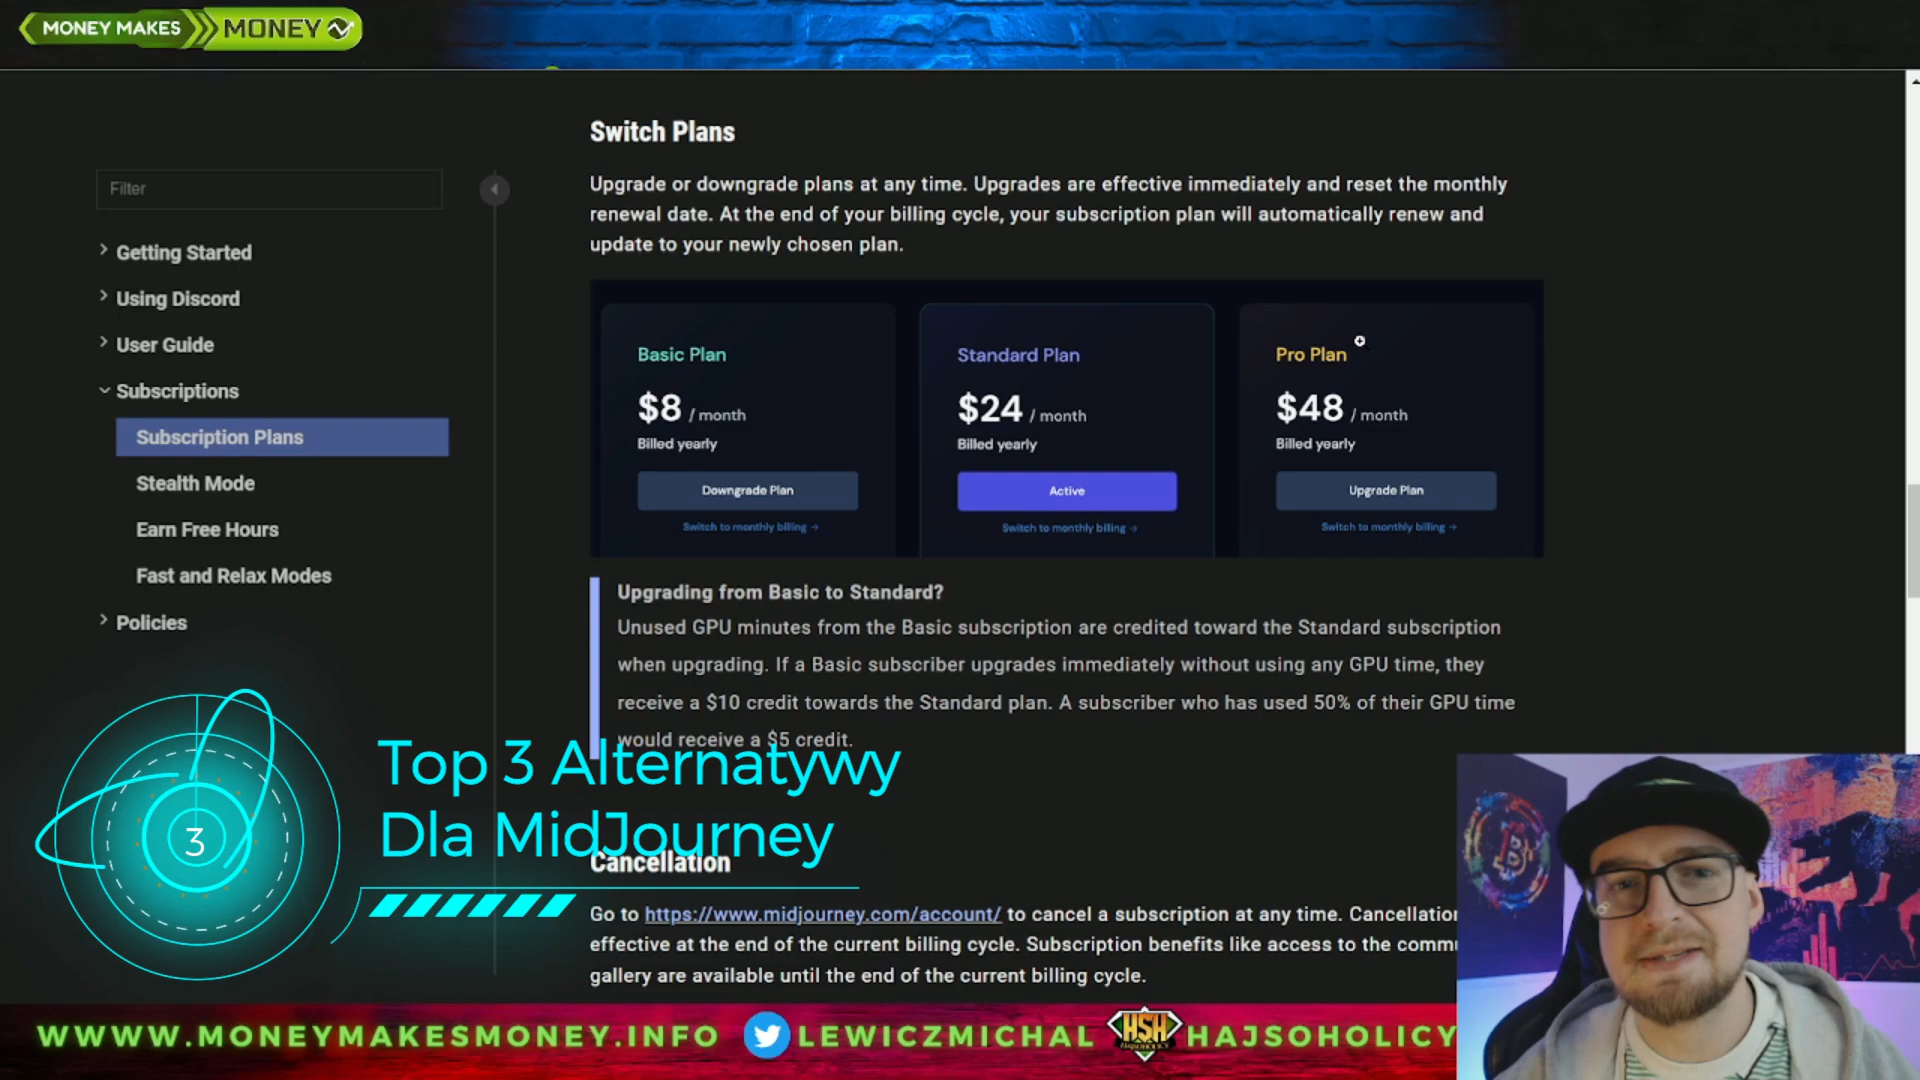 MONEY MAKES MONEY
Switch Plans
Upgrade or downgrade plans at any time. Upgrades are effective immediately and reset the monthly
renewal date. At the end of your billing cycle, your subscription plan will automatically renew and
update to your newly chosen plan.
Filter
Getting Started
Using Discord
User Guide
Subscriptions
Subscription Plans
Stealth Mode
Earn Free Hours
Fast and Relax Modes
Policies
Basic Plan
$8 / month
Billed yearly
Downgrade Plan
Switch to monthly billing →
Standard Plan
$24 / month
Billed yearly
Active
Switch to monthly billing →
Pro Plan
$48 / month
Billed yearly
Upgrade Plan
Switch to monthly billing →
Upgrading from Basic to Standard?
Unused GPU minutes from the Basic subscription are credited toward the Standard subscription
when upgrading. If a Basic subscriber upgrades immediately without using any GPU time, they
receive a $10 credit towards the Standard plan. A subscriber who has used 50% of their GPU time
would receive a $5 credit.
3
Top 3 Alternatywy
Dla MidJourney
Cancellation
Go to https://www.midjourney.com/account/ to cancel a subscription at any time. Cancellation
effective at the end of the current billing cycle. Subscription benefits like access to the comm
gallery are available until the end of the current billing cycle.
WWWW.MONEYMAKESMONEY.INFO
LEWICZMICHAL
HSH
HAJSOHOLICY